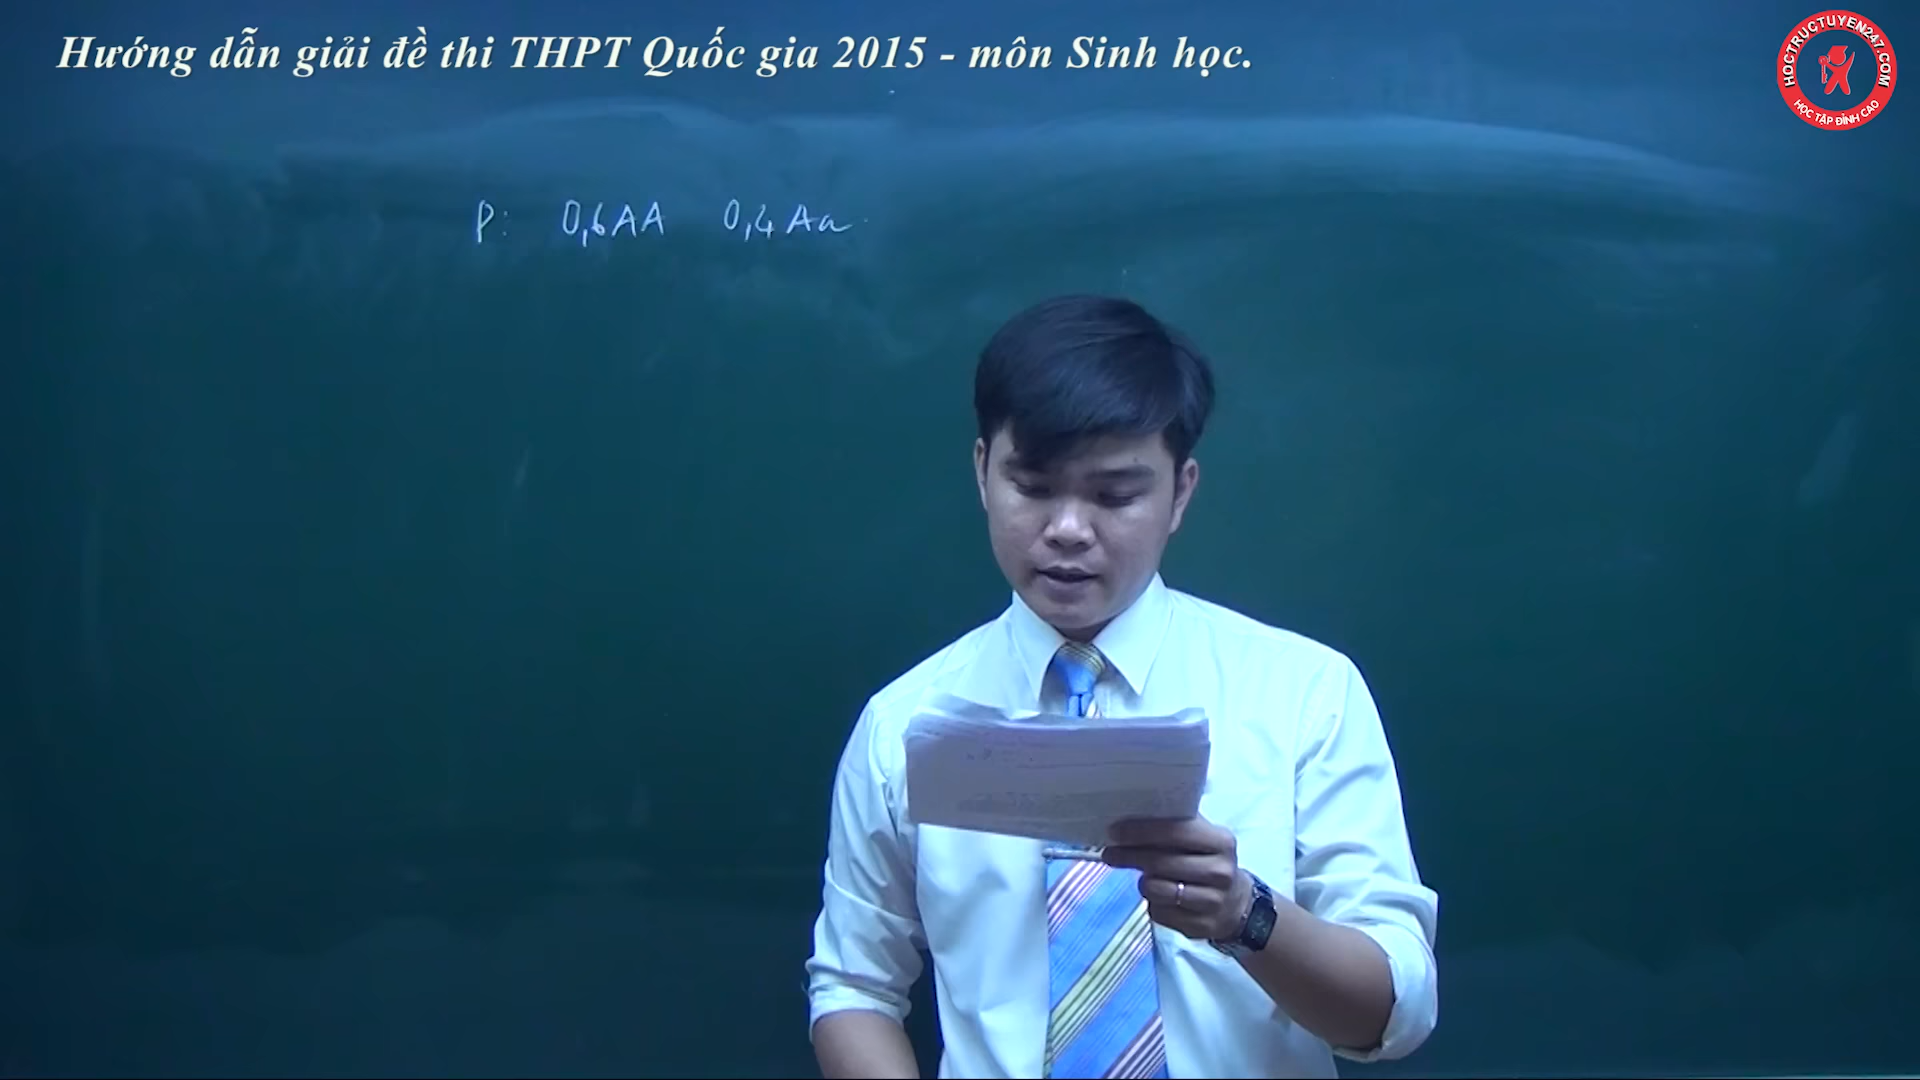 Hướng dẫn giải đề thi THPT Quốc gia 2015 - môn Sinh học.
HOCTRUCTUYEN247.COM
HỌC TẬP ĐỈNH CAO
P: 0,6AA 0,4Aa